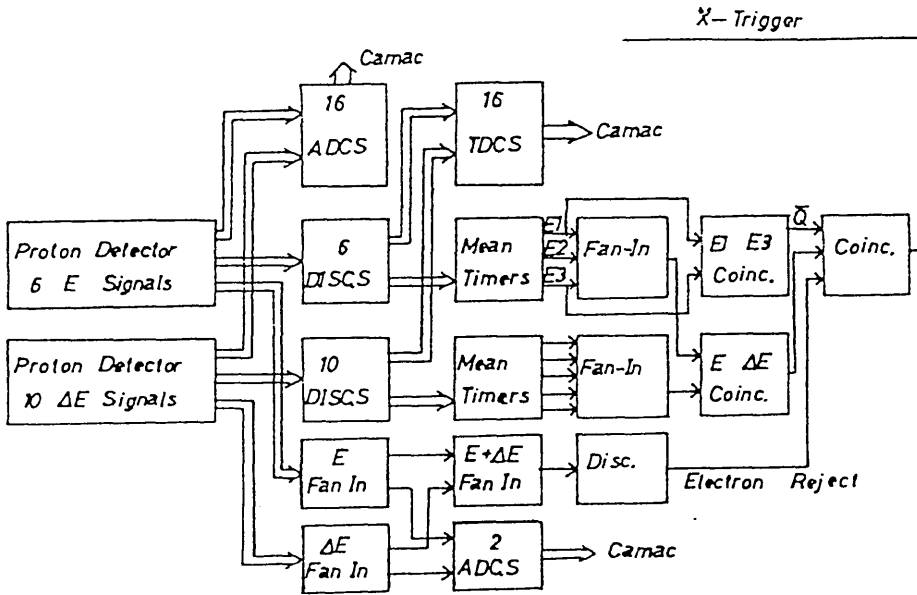 Ẍ- Trigger
Camac
16
ADCS
16
TDCS
Camac
Proton Detector
6 E Signals
6
DISCS
Mean
Timers
E1
E2
E3
Fan-In
E1 E3
Coinc.
Q̄
Coinc.
Proton Detector
10 ΔE Signals
10
DISCS
Mean
Timers
Fan-In
E ΔE
Coinc.
E
Fan In
E+ΔE
Fan In
Disc.
Electron Reject
ΔE
Fan In
2
ADCS
Camac